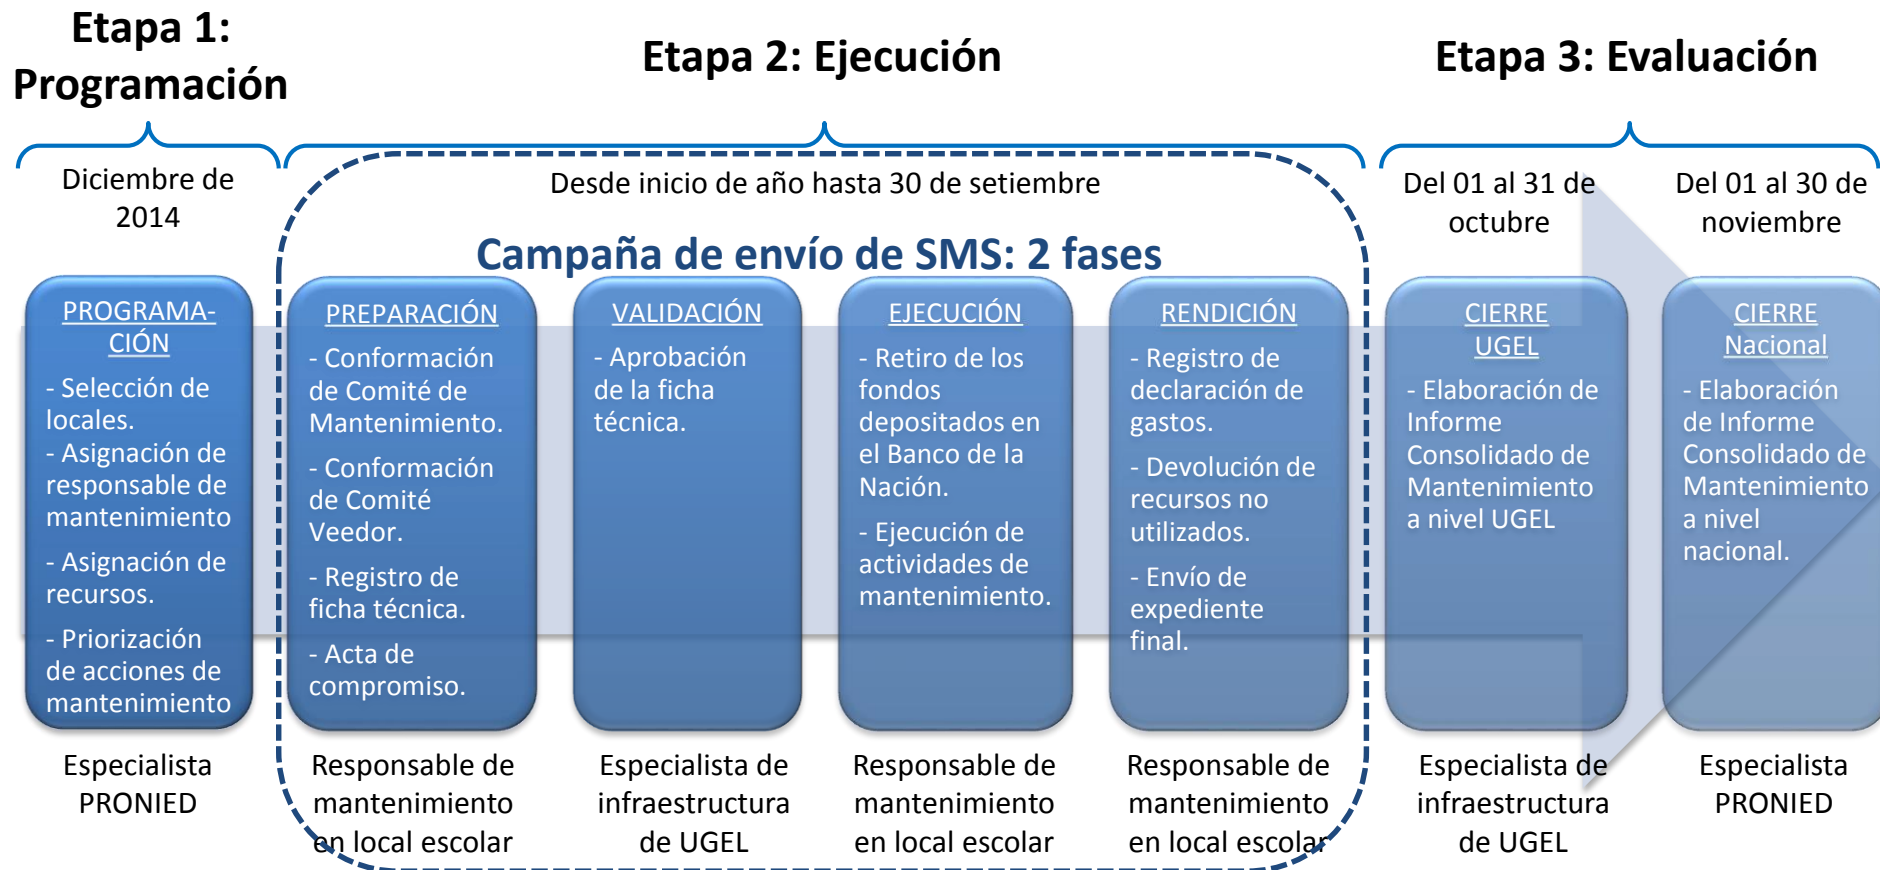 Etapa 1:
Programación
Etapa 2: Ejecución
Etapa 3: Evaluación
Diciembre de
2014
Desde inicio de año hasta 30 de setiembre
Del 01 al 31 de
octubre
Del 01 al 30 de
noviembre
Campaña de envío de SMS: 2 fases
PROGRAMA-
CIÓN
- Selección de
locales.
- Asignación de
responsable de
mantenimiento
- Asignación de
recursos.
- Priorización
de acciones de
mantenimiento
PREPARACIÓN
- Conformación
de Comité de
Mantenimiento.
- Conformación
de Comité
Veedor.
- Registro de
ficha técnica.
- Acta de
compromiso.
VALIDACIÓN
- Aprobación
de la ficha
técnica.
EJECUCIÓN
- Retiro de los
fondos
depositados en
el Banco de la
Nación.
- Ejecución de
actividades de
mantenimiento.
RENDICIÓN
- Registro de
declaración de
gastos.
- Devolución de
recursos no
utilizados.
- Envío de
expediente
final.
CIERRE
UGEL
- Elaboración de
Informe
Consolidado de
Mantenimiento
a nivel UGEL
CIERRE
Nacional
- Elaboración
de Informe
Consolidado de
Mantenimiento
a nivel
nacional.
Especialista
PRONIED
Responsable de
mantenimiento
en local escolar
Especialista de
infraestructura
de UGEL
Responsable de
mantenimiento
en local escolar
Responsable de
mantenimiento
en local escolar
Especialista de
infraestructura
de UGEL
Especialista
PRONIED